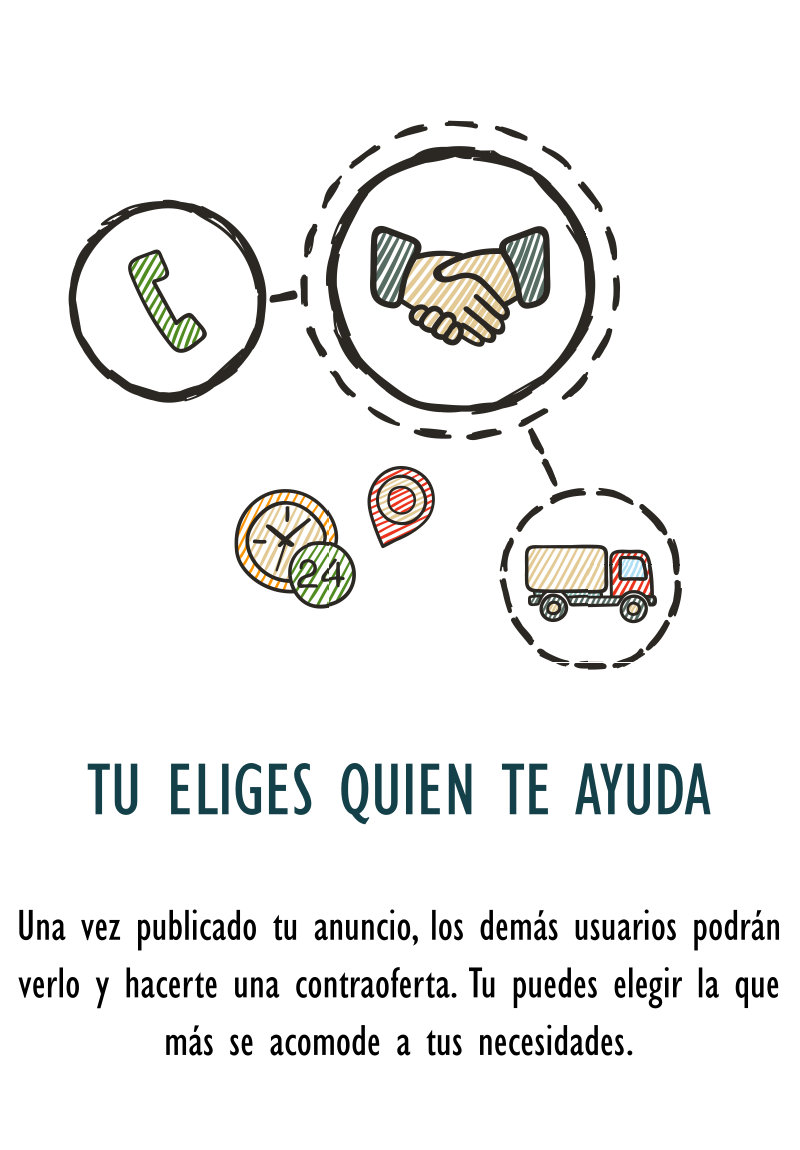 24
TU ELIGES QUIEN TE AYUDA
Una vez publicado tu anuncio, los demás usuarios podrán
verlo y hacerte una contraoferta. Tu puedes elegir la que
más se acomode a tus necesidades.